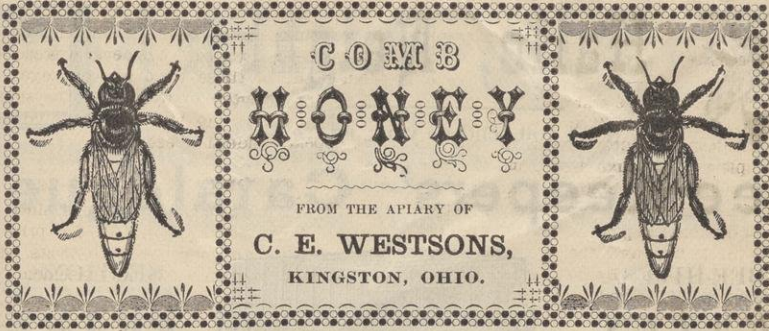 COMB
HONEY
FROM THE APIARY OF
C. E. WESTSONS,
KINGSTON, OHIO.